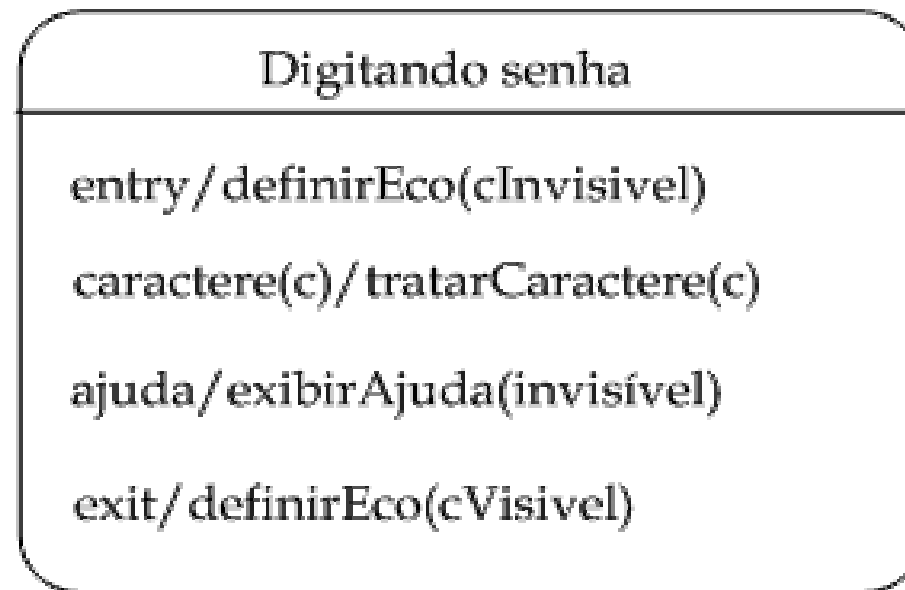 Digitando senha
entry/definirEco(cInvisivel)
caractere(c)/tratarCaractere(c)
ajuda/exibirAjuda(invisível)
exit/definirEco(cVisivel)